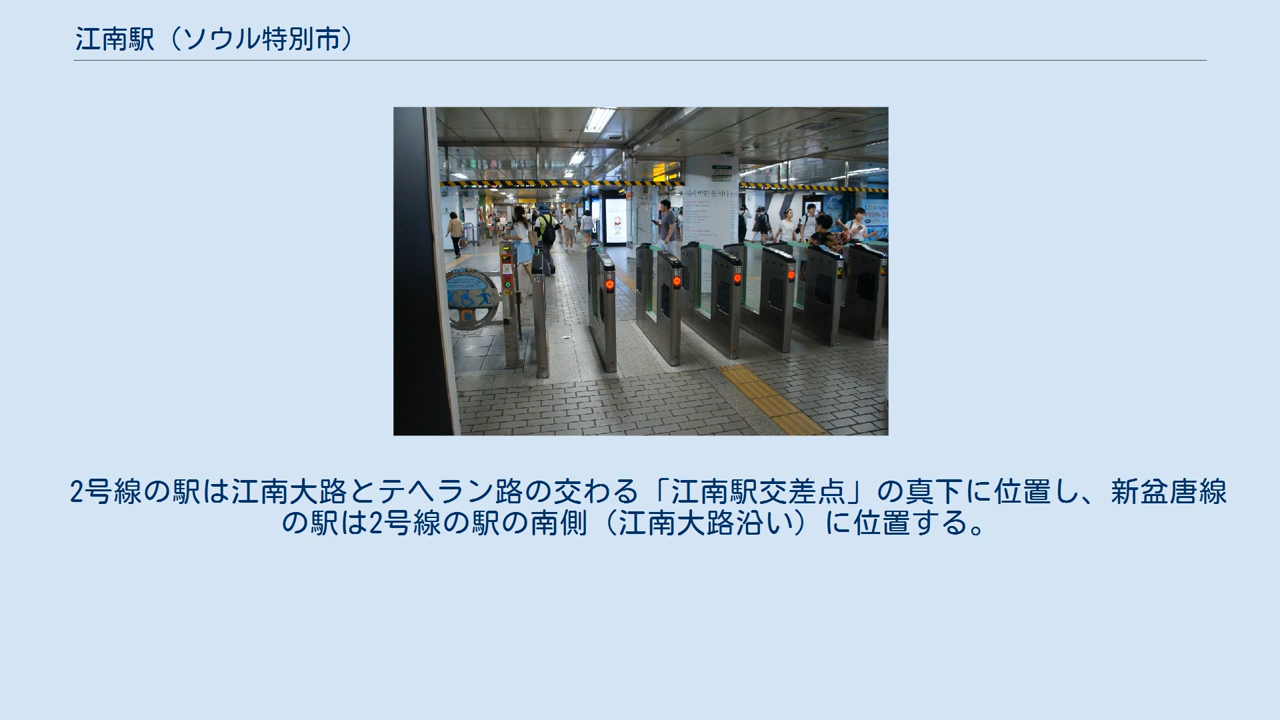 江南駅（ソウル特別市）
2号線の駅は江南大路とテヘラン路の交わる「江南駅交差点」の真下に位置し、新盆唐線
の駅は2号線の駅の南側（江南大路沿い）に位置する。